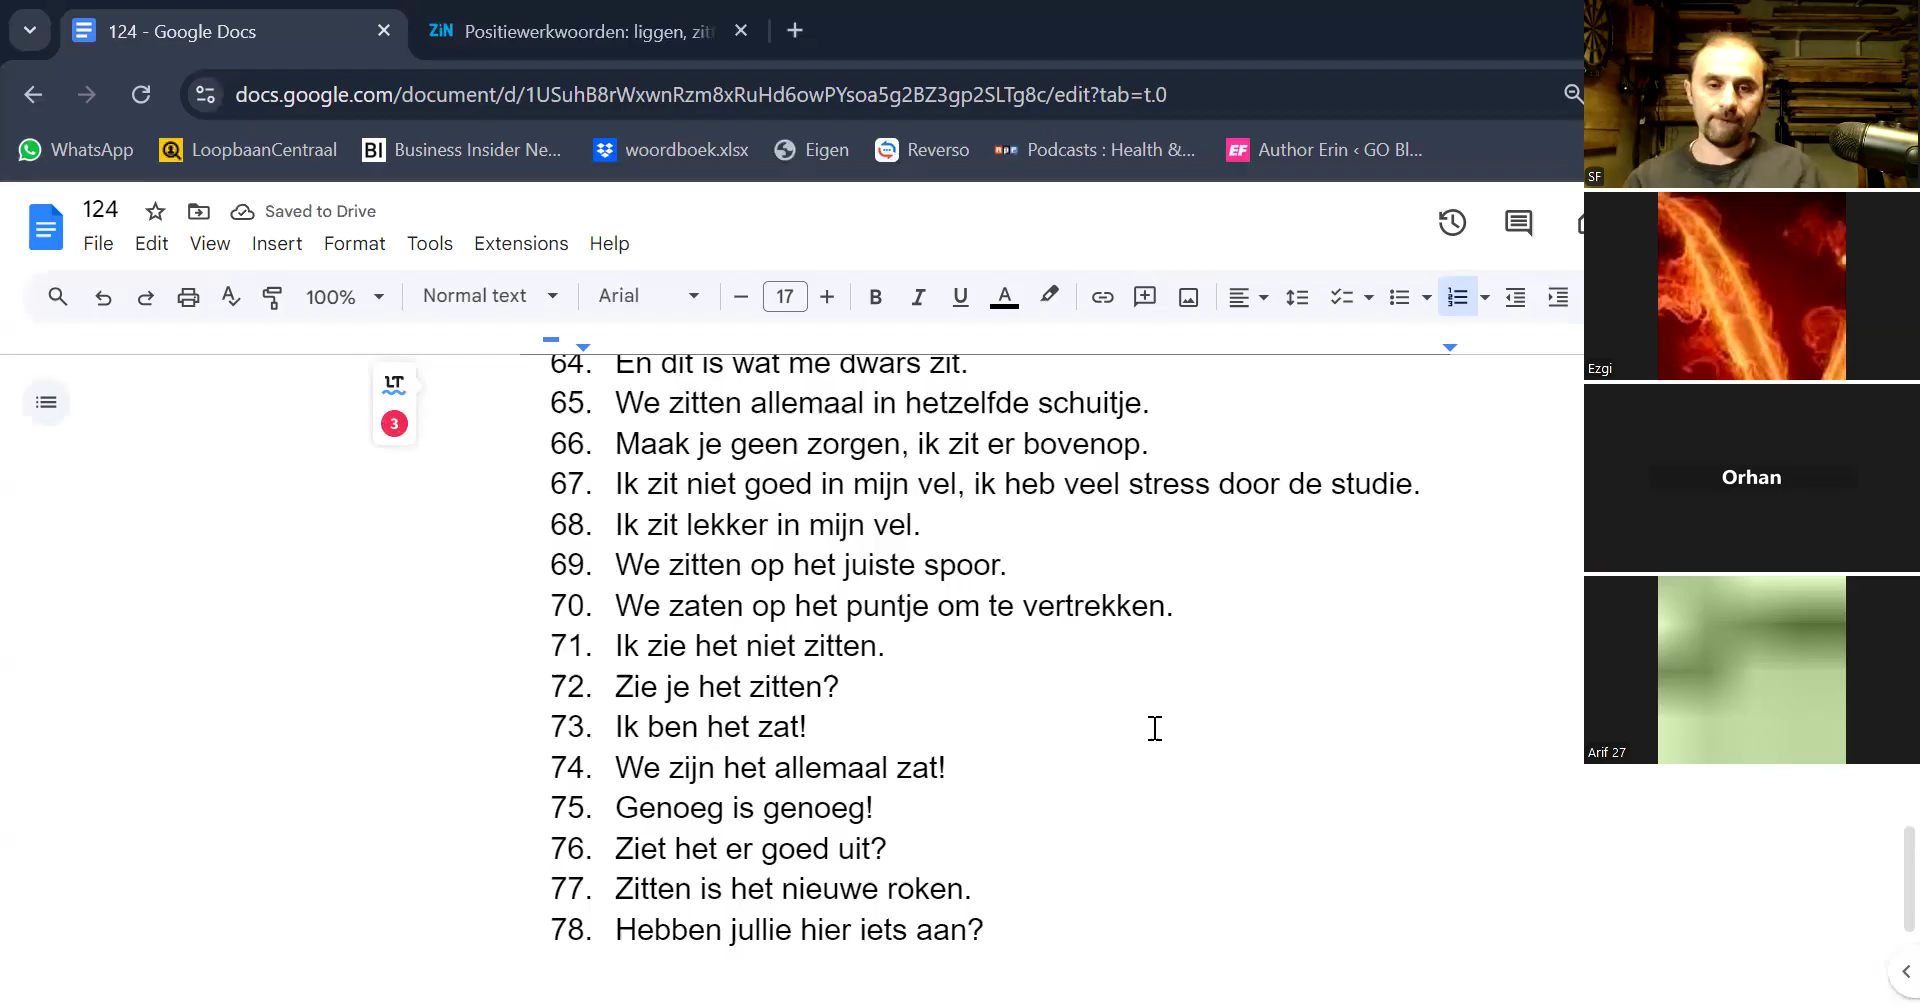 124 - Google Docs
ZiN Positiewerkwoorden: liggen, zit
docs.google.com/document/d/1USuhB8rWxwnRzm8xRuHd6owPYsoa5g2BZ3gp2SLTg8c/edit?tab=t.0
WhatsApp LoopbaanCentraal BI Business Insider Ne... woordboek.xlsx Eigen Reverso npr Podcasts : Health &... EF Author Erin ‹ GO Bl...
124 Saved to Drive
File Edit View Insert Format Tools Extensions Help
100% Normal text Arial 17 B I U A
LT
3
64. En dit is wat me dwars zit.
65. We zitten allemaal in hetzelfde schuitje.
66. Maak je geen zorgen, ik zit er bovenop.
67. Ik zit niet goed in mijn vel, ik heb veel stress door de studie.
68. Ik zit lekker in mijn vel.
69. We zitten op het juiste spoor.
70. We zaten op het puntje om te vertrekken.
71. Ik zie het niet zitten.
72. Zie je het zitten?
73. Ik ben het zat!
74. We zijn het allemaal zat!
75. Genoeg is genoeg!
76. Ziet het er goed uit?
77. Zitten is het nieuwe roken.
78. Hebben jullie hier iets aan?
SF
Ezgi
Orhan
Arif 27